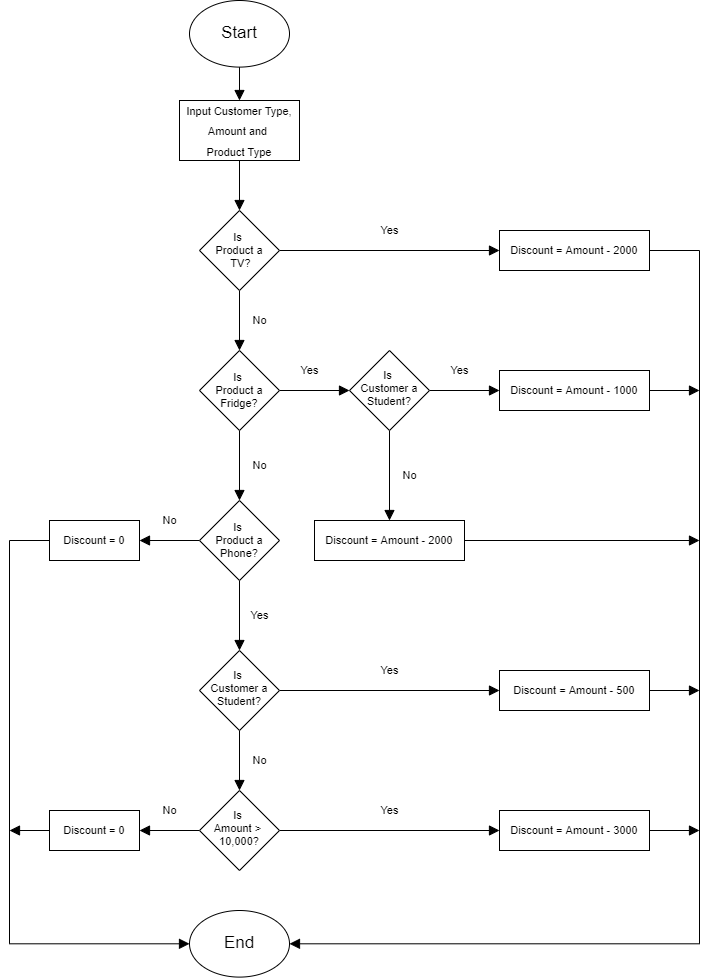 Start
Input Customer Type,
Amount and
Product Type
Is
Product a
TV?
Yes
Discount = Amount - 2000
No
Is
Product a
Fridge?
Yes
Is
Customer a
Student?
Yes
Discount = Amount - 1000
No
No
Discount = 0
No
Is
Product a
Phone?
Discount = Amount - 2000
Yes
Is
Customer a
Student?
Yes
Discount = Amount - 500
No
Discount = 0
No
Is
Amount >
10,000?
Yes
Discount = Amount - 3000
End